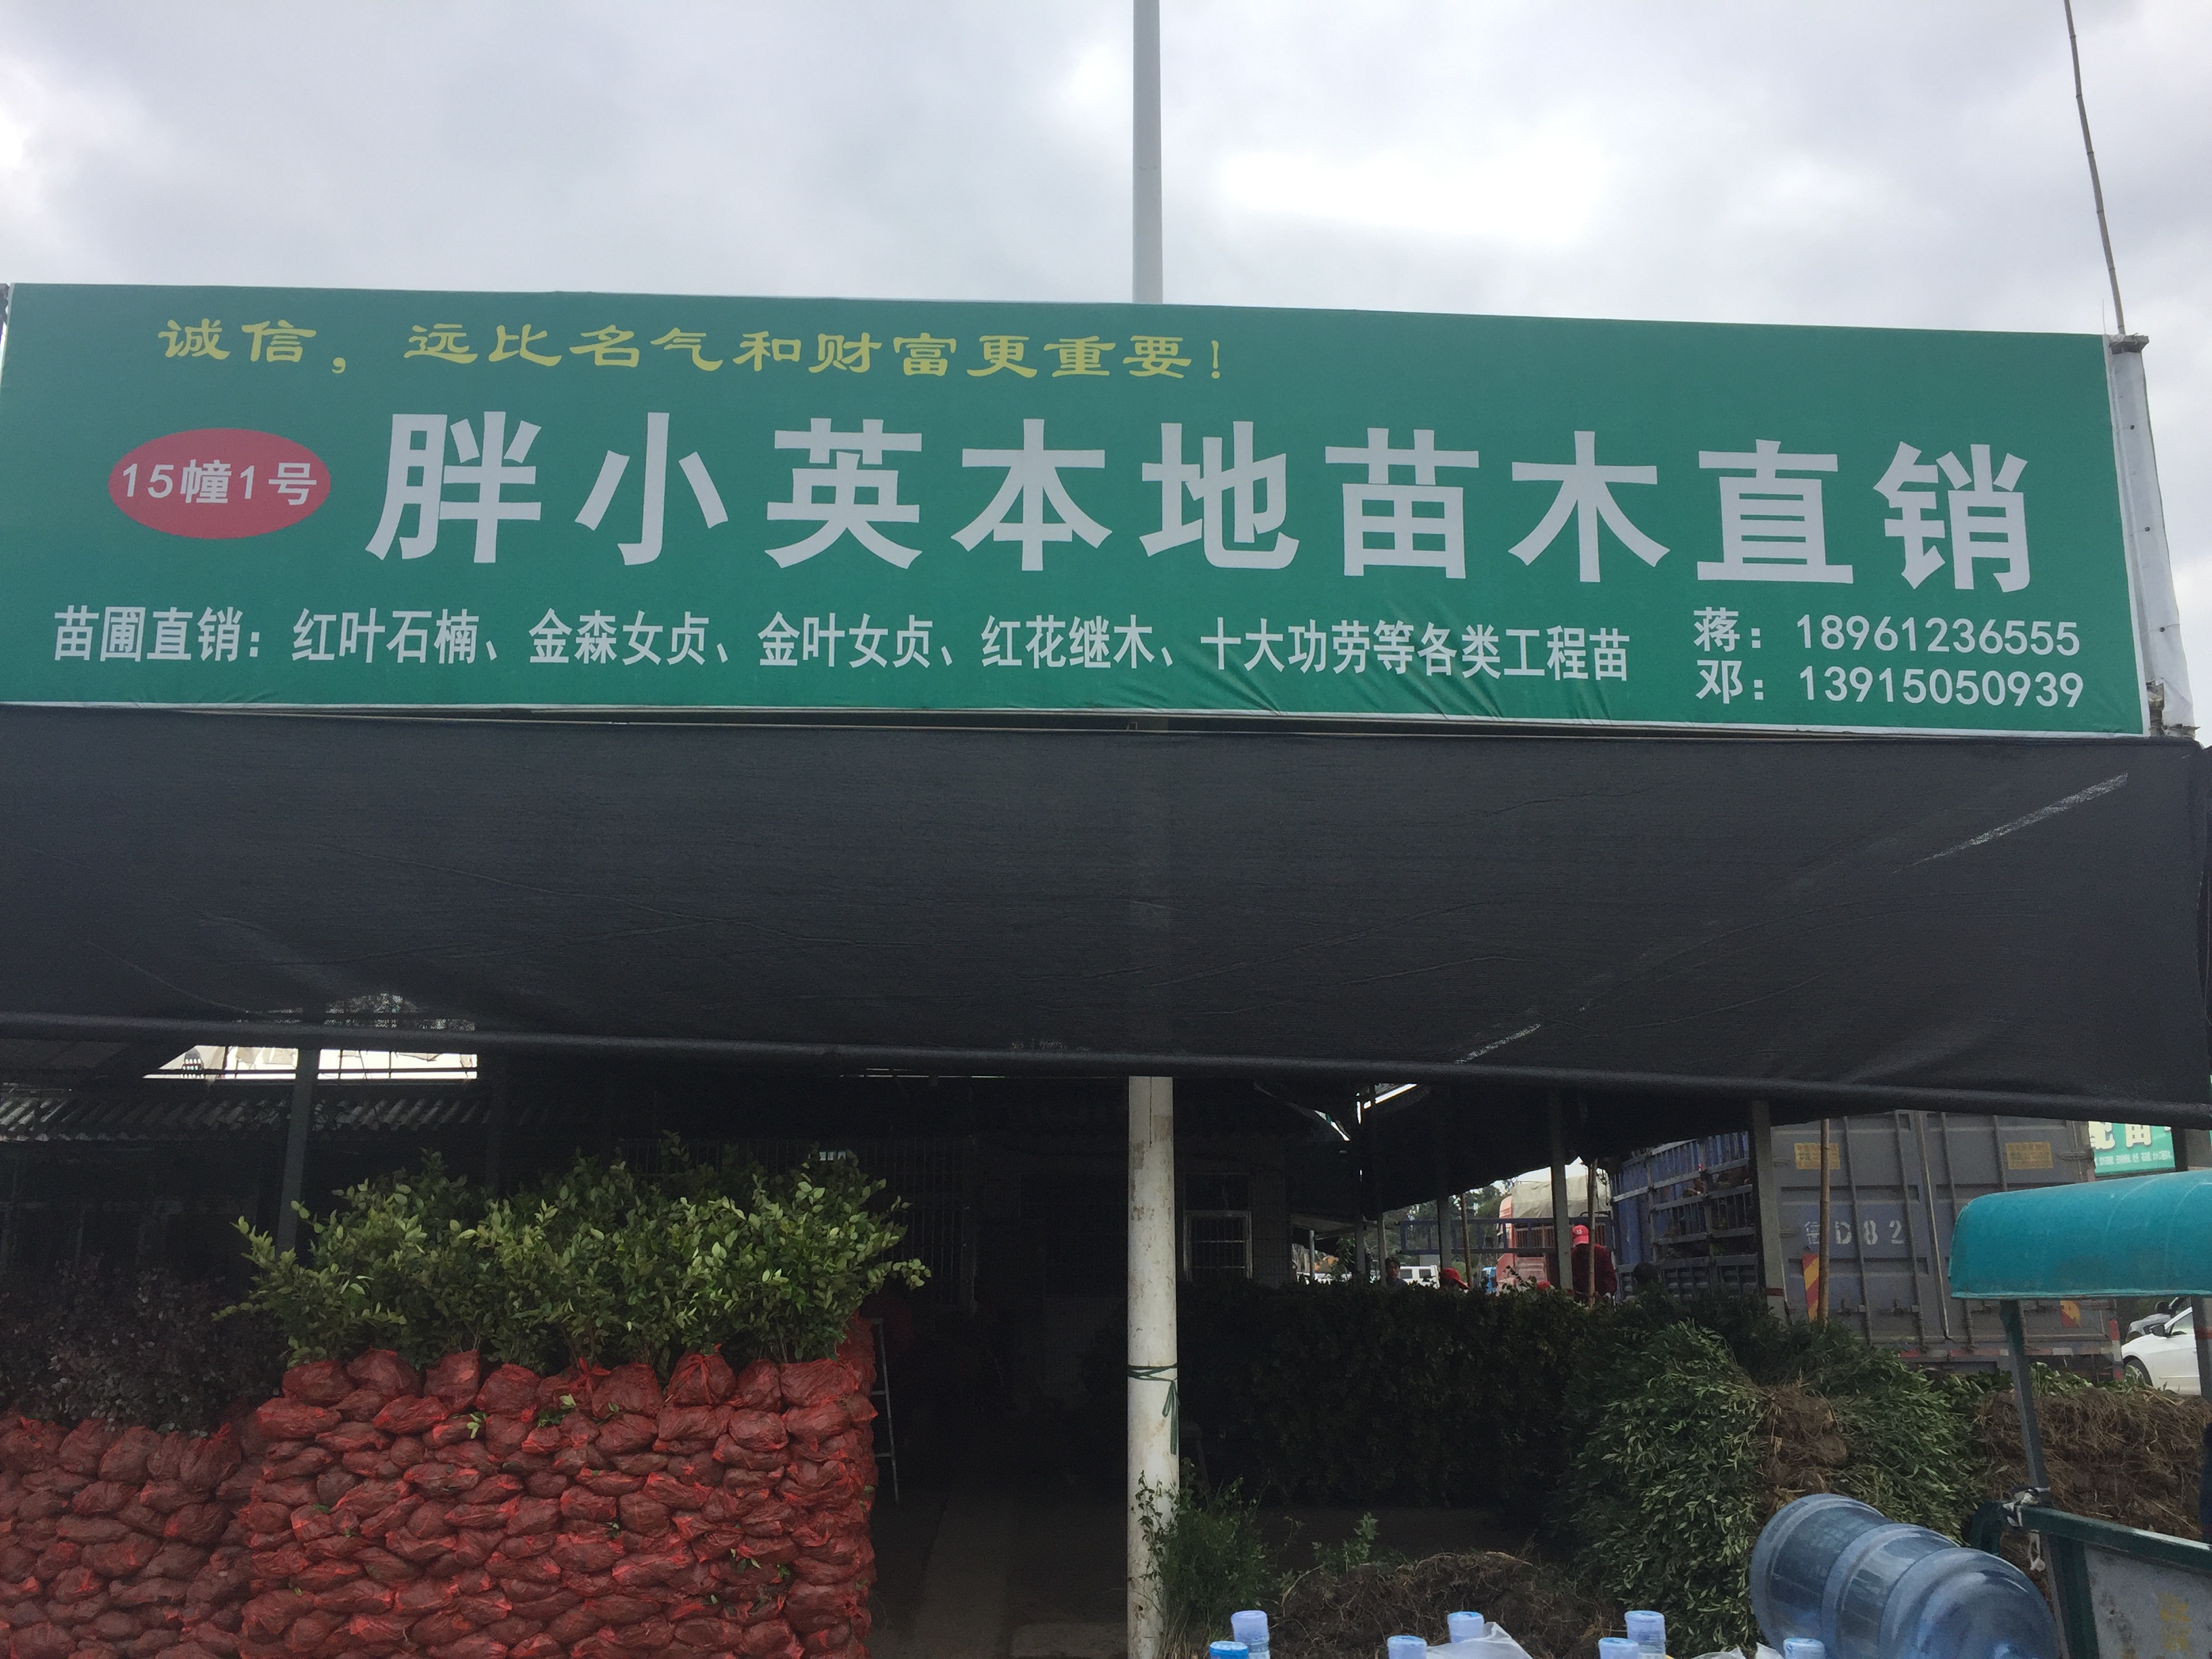 诚信，远比名气和财富更重要！
15幢1号
胖小英本地苗木直销
苗圃直销：红叶石楠、金森女贞、金叶女贞、红花继木、十大功劳等各类工程苗
蒋：18961236555
邓：13915050939
D82
苗